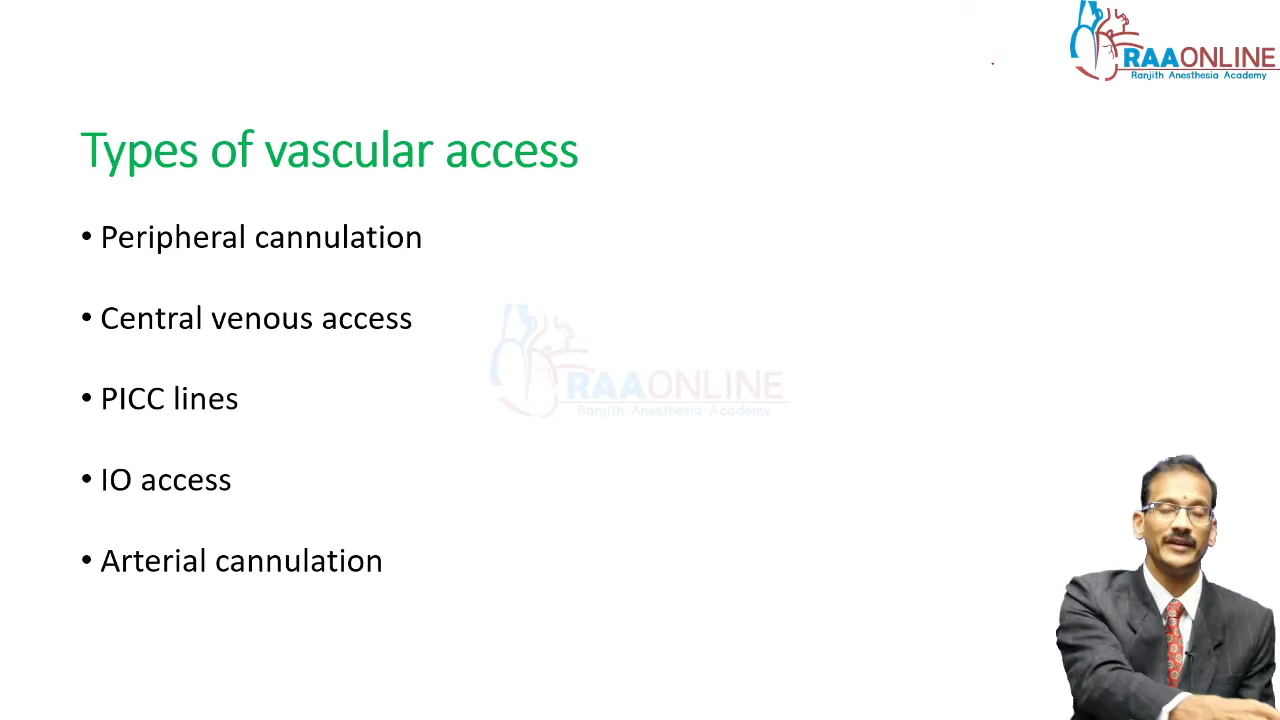 RAAONLINE
Ranjith Anesthesia Academy
Types of vascular access
• Peripheral cannulation
• Central venous access
• PICC lines
• IO access
• Arterial cannulation
RAAONLINE
Ranjith Anesthesia Academy